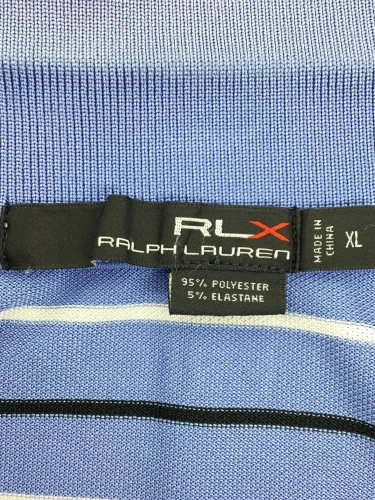 RLX
RALPH LAUREN
MADE IN
CHINA
XL
95% POLYESTER
5% ELASTANE